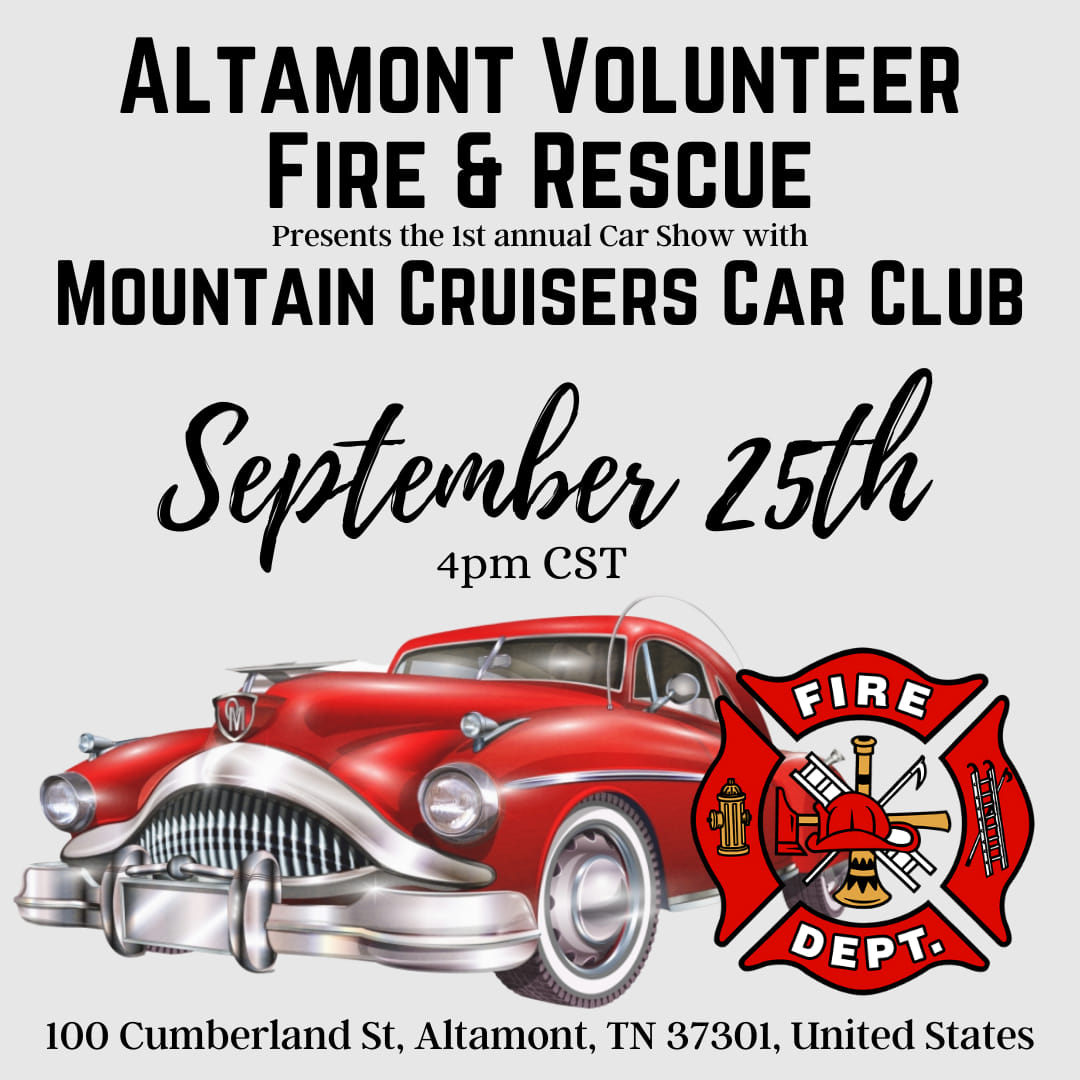 ALTAMONT VOLUNTEER
FIRE & RESCUE
Presents the 1st annual Car Show with
MOUNTAIN CRUISERS CAR CLUB
September 25th
4pm CST
FIRE
DEPT.
100 Cumberland St, Altamont, TN 37301, United States